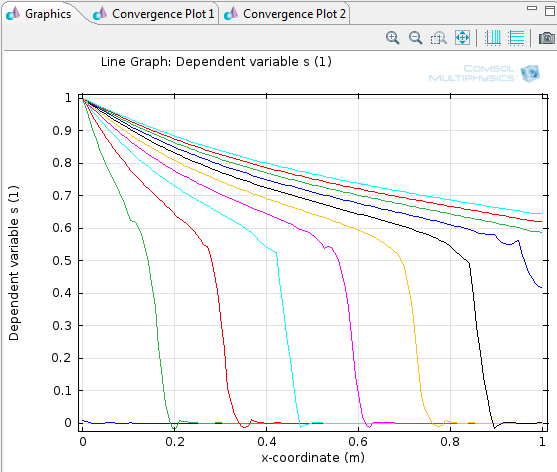 Graphics Convergence Plot 1 Convergence Plot 2
Line Graph: Dependent variable s (1)
COMSOL
MULTIPHYSICS
1
0.9
0.8
0.7
0.6
0.5
0.4
0.3
0.2
0.1
0
Dependent variable s (1)
0 0.2 0.4 0.6 0.8 1
x-coordinate (m)